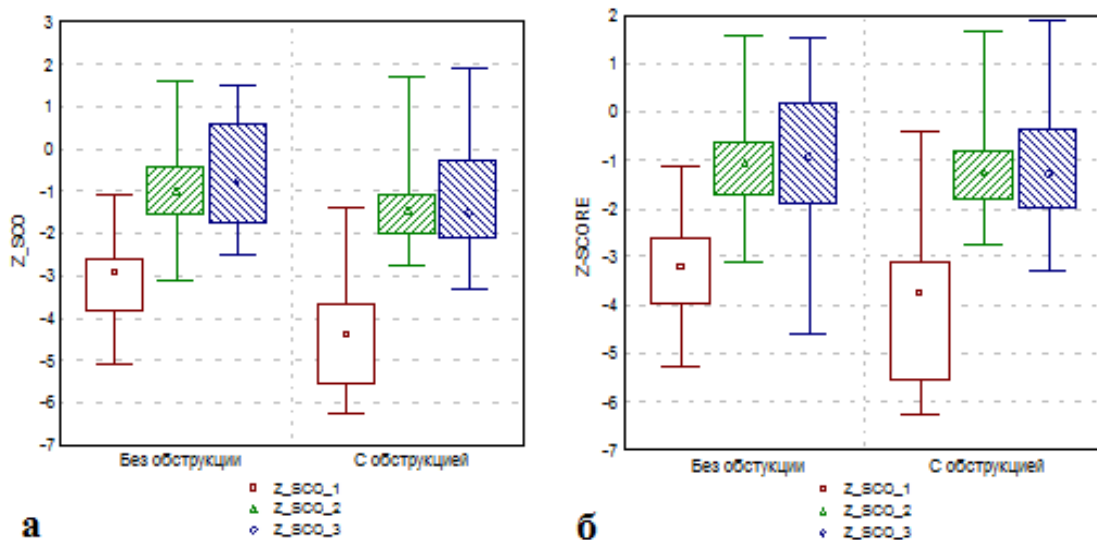 3
2
1
0
-1
-2
-3
-4
-5
-6
-7
Z_SCO
Без обструкции
С обструкцией
Z_SCO_1
Z_SCO_2
Z_SCO_3
а
2
1
0
-1
-2
-3
-4
-5
-6
-7
Z-SCORE
Без обстукции
С обструкцией
Z_SCO_1
Z_SCO_2
Z_SCO_3
б